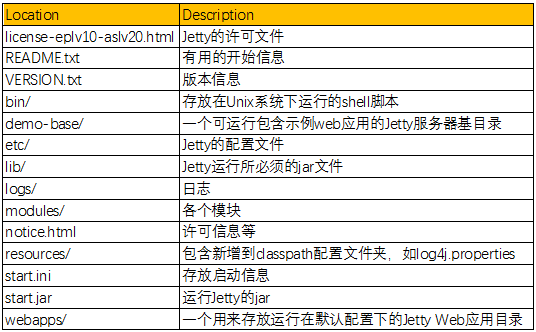 Location Description
license-eplv10-aslv20.html Jetty的许可文件
README.txt 有用的开始信息
VERSION.txt 版本信息
bin/ 存放在Unix系统下运行的shell脚本
demo-base/ 一个可运行包含示例web应用的Jetty服务器基目录
etc/ Jetty的配置文件
lib/ Jetty运行所必须的jar文件
logs/ 日志
modules/ 各个模块
notice.html 许可信息等
resources/ 包含新增到classpath配置文件夹，如log4j.properties
start.ini 存放启动信息
start.jar 运行Jetty的jar
webapps/ 一个用来存放运行在默认配置下的Jetty Web应用目录